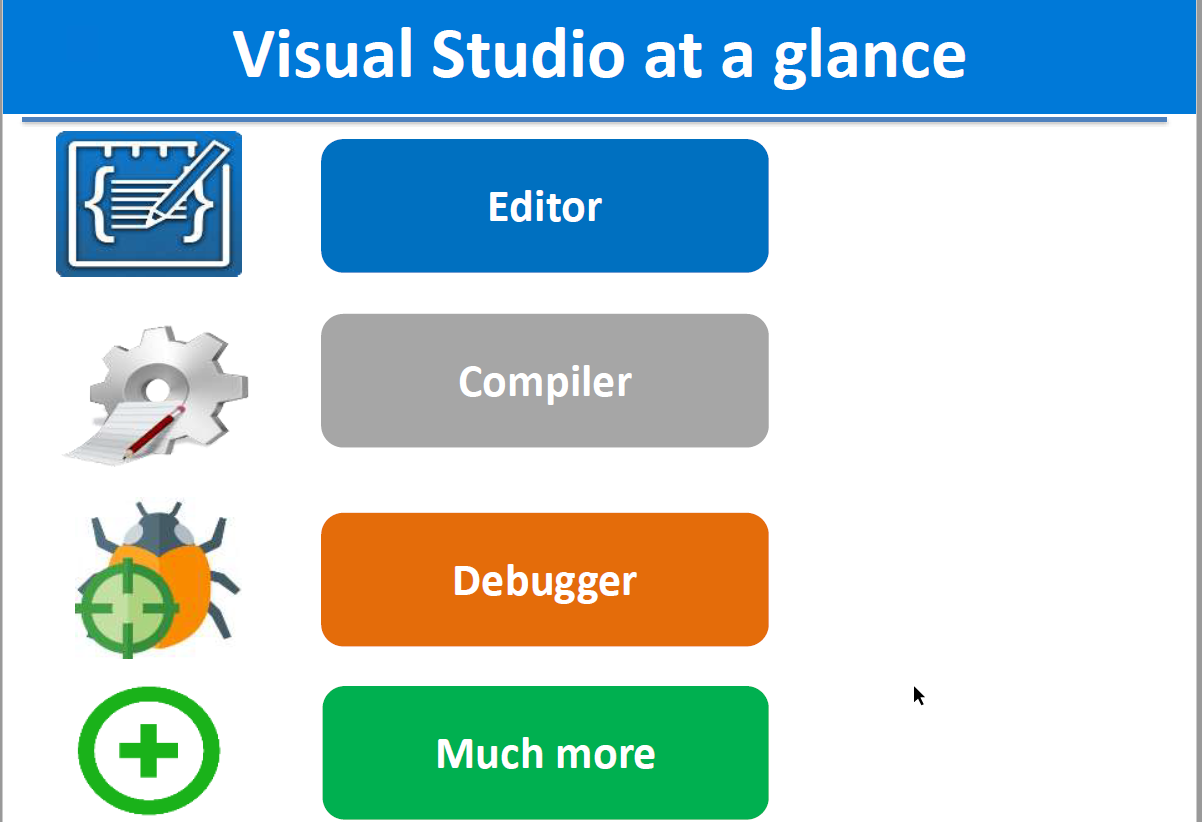 Visual Studio at a glance
Editor
Compiler
Debugger
Much more